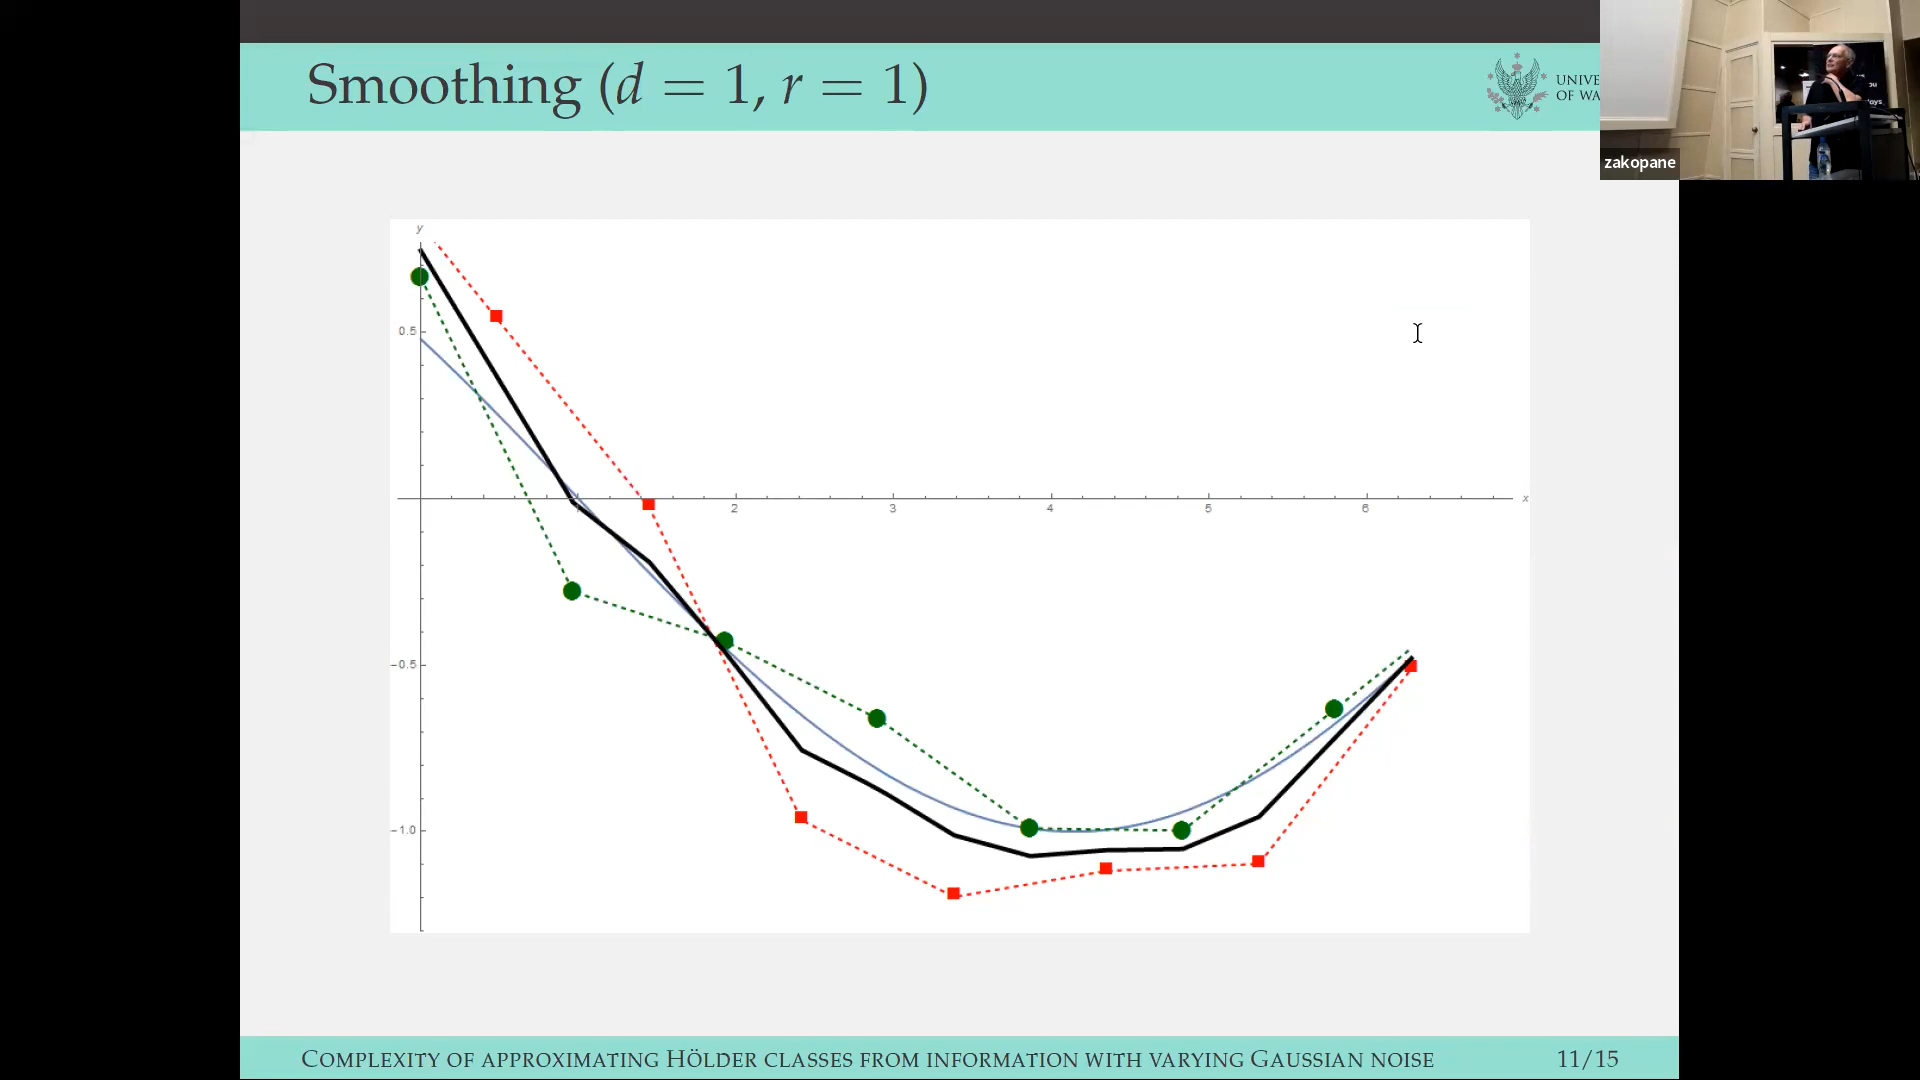 Smoothing (d = 1, r = 1)
UNIVE
OF WA
zakopane
y
0.5
2
3
4
5
6
x
−0.5
−1.0
COMPLEXITY OF APPROXIMATING HÖLDER CLASSES FROM INFORMATION WITH VARYING GAUSSIAN NOISE
11/15